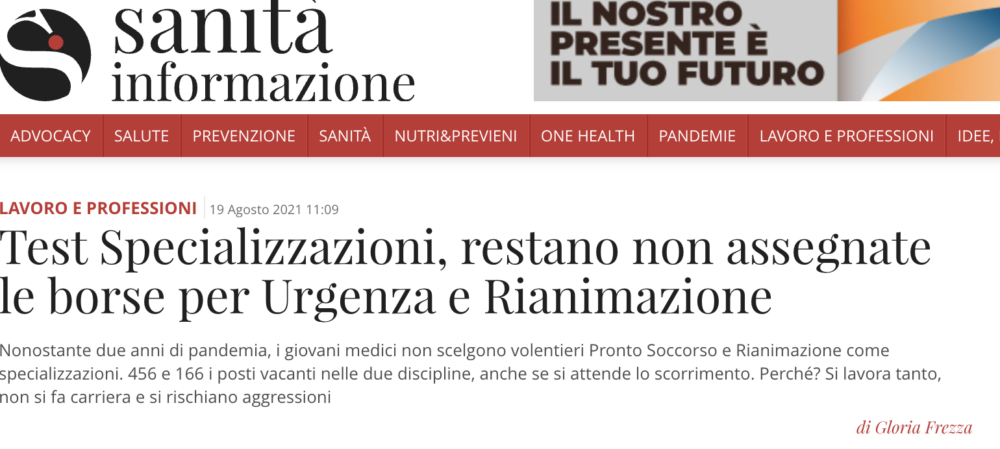 sanità
informazione
IL NOSTRO
PRESENTE È
IL TUO FUTURO
ADVOCACY SALUTE PREVENZIONE SANITÀ NUTRI&PREVIENI ONE HEALTH PANDEMIE LAVORO E PROFESSIONI IDEE,
LAVORO E PROFESSIONI 19 Agosto 2021 11:09
Test Specializzazioni, restano non assegnate
le borse per Urgenza e Rianimazione
Nonostante due anni di pandemia, i giovani medici non scelgono volentieri Pronto Soccorso e Rianimazione come
specializzazioni. 456 e 166 i posti vacanti nelle due discipline, anche se si attende lo scorrimento. Perché? Si lavora tanto,
non si fa carriera e si rischiano aggressioni
di Gloria Frezza